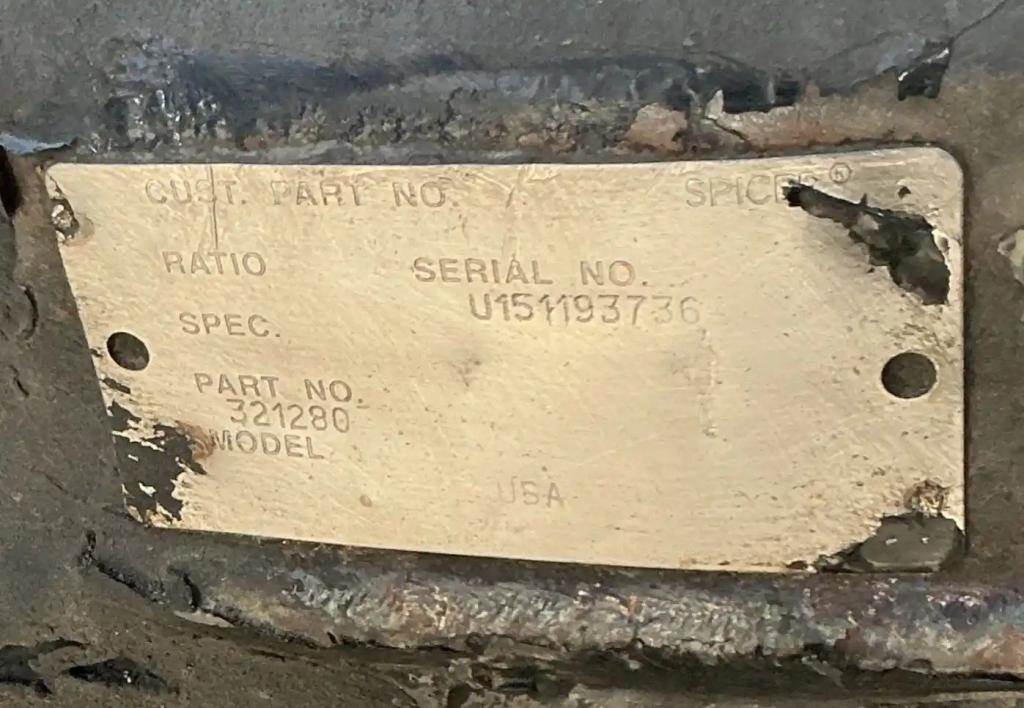 CUST. PART NO. SPICER®
RATIO
SERIAL NO.
U151193736
SPEC.
PART NO.
321280
MODEL
USA